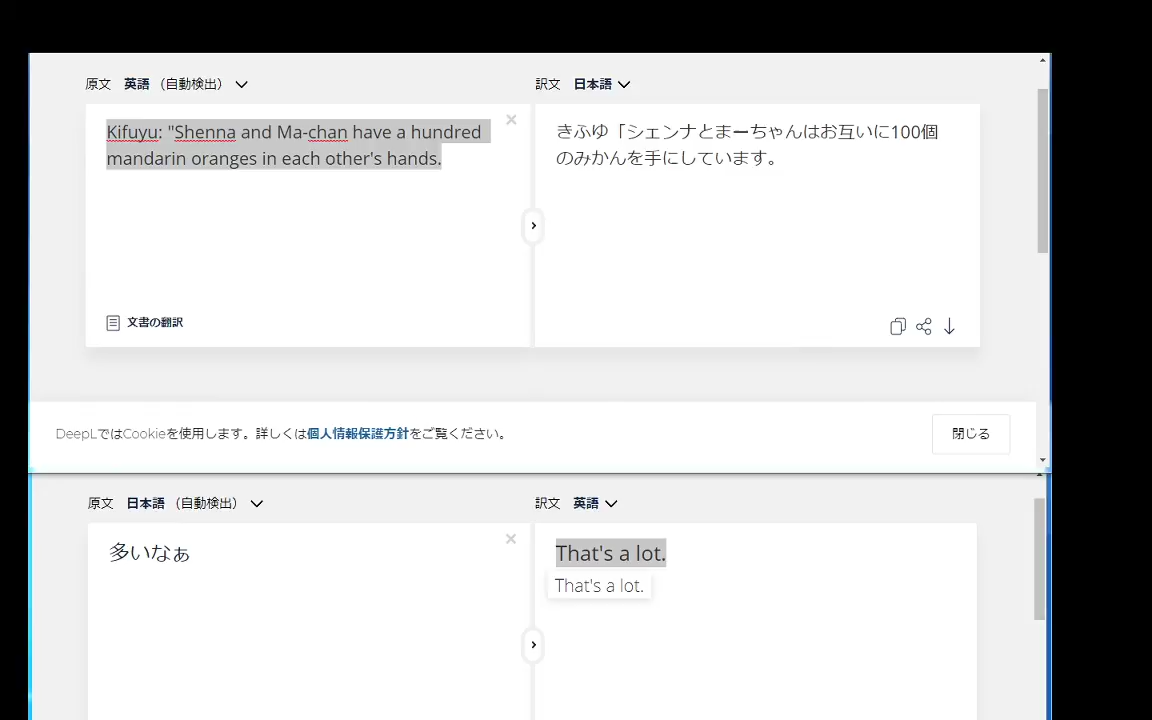 原文 英語 （自動検出）
訳文 日本語
Kifuyu: "Shenna and Ma-chan have a hundred
mandarin oranges in each other's hands.
きふゆ「シェンナとまーちゃんはお互いに100個
のみかんを手にしています。
文書の翻訳
DeepLではCookieを使用します。詳しくは個人情報保護方針をご覧ください。
閉じる
原文 日本語 （自動検出）
訳文 英語
多いなぁ
That's a lot.
That's a lot.